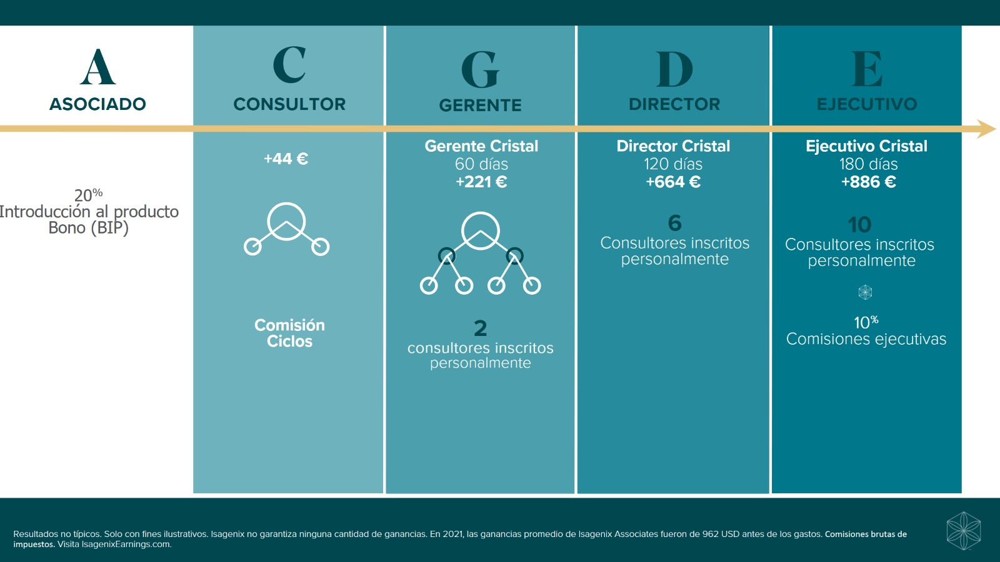 A
ASOCIADO
20%
Introducción al producto
Bono (BIP)
C
CONSULTOR
+44 €
Comisión
Ciclos
G
GERENTE
Gerente Cristal
60 días
+221 €
2
consultores inscritos
personalmente
D
DIRECTOR
Director Cristal
120 días
+664 €
6
Consultores inscritos
personalmente
E
EJECUTIVO
Ejecutivo Cristal
180 días
+886 €
10
Consultores inscritos
personalmente
10%
Comisiones ejecutivas
Resultados no típicos. Solo con fines ilustrativos. Isagenix no garantiza ninguna cantidad de ganancias. En 2021, las ganancias promedio de Isagenix Associates fueron de 962 USD antes de los gastos. Comisiones brutas de
impuestos. Visita IsagenixEarnings.com.